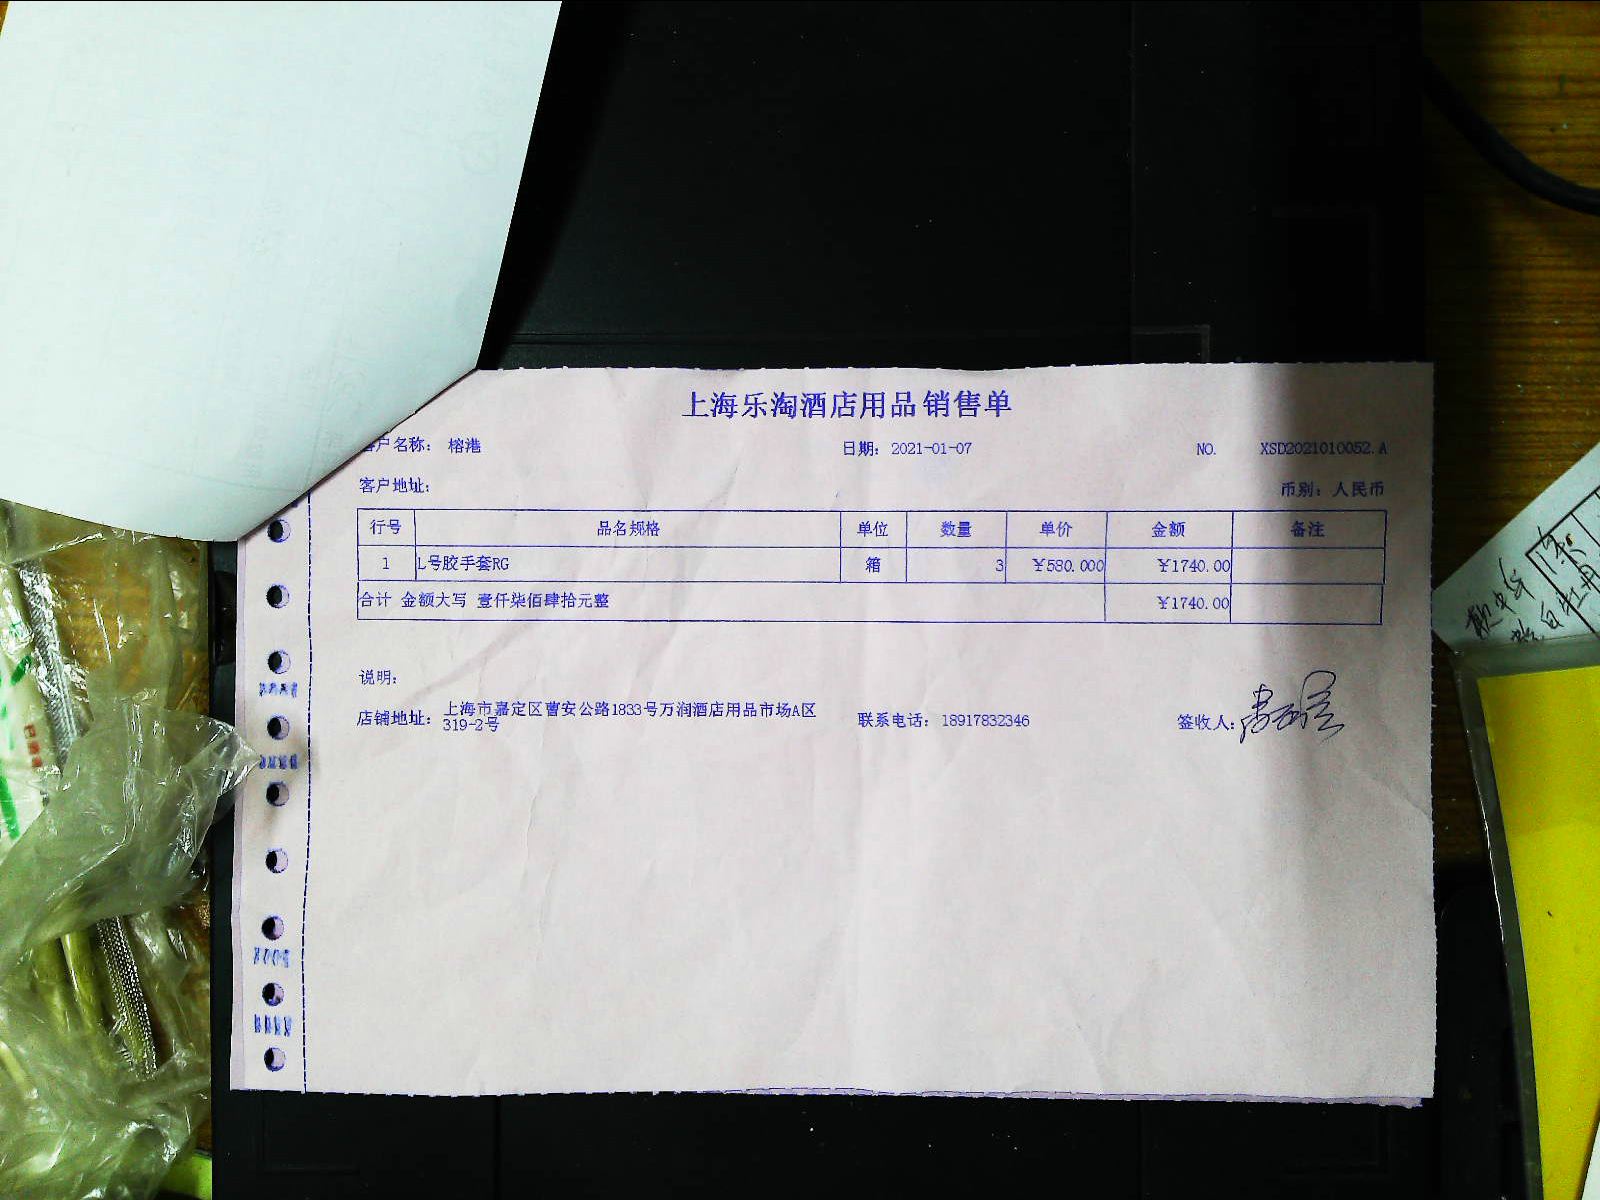 上海乐淘酒店用品销售单
客户名称: 榕港 日期: 2021-01-07 NO. XSD2021010052.A
客户地址: 币别: 人民币
行号 品名规格 单位 数量 单价 金额 备注
1 L号胶手套RG 箱 3 ¥580.000 ¥1740.00
合计 金额大写 壹仟柒佰肆拾元整 ¥1740.00
说明:
店铺地址: 上海市嘉定区曹安公路1833号万润酒店用品市场A区
319-2号
联系电话: 18917832346 签收人: